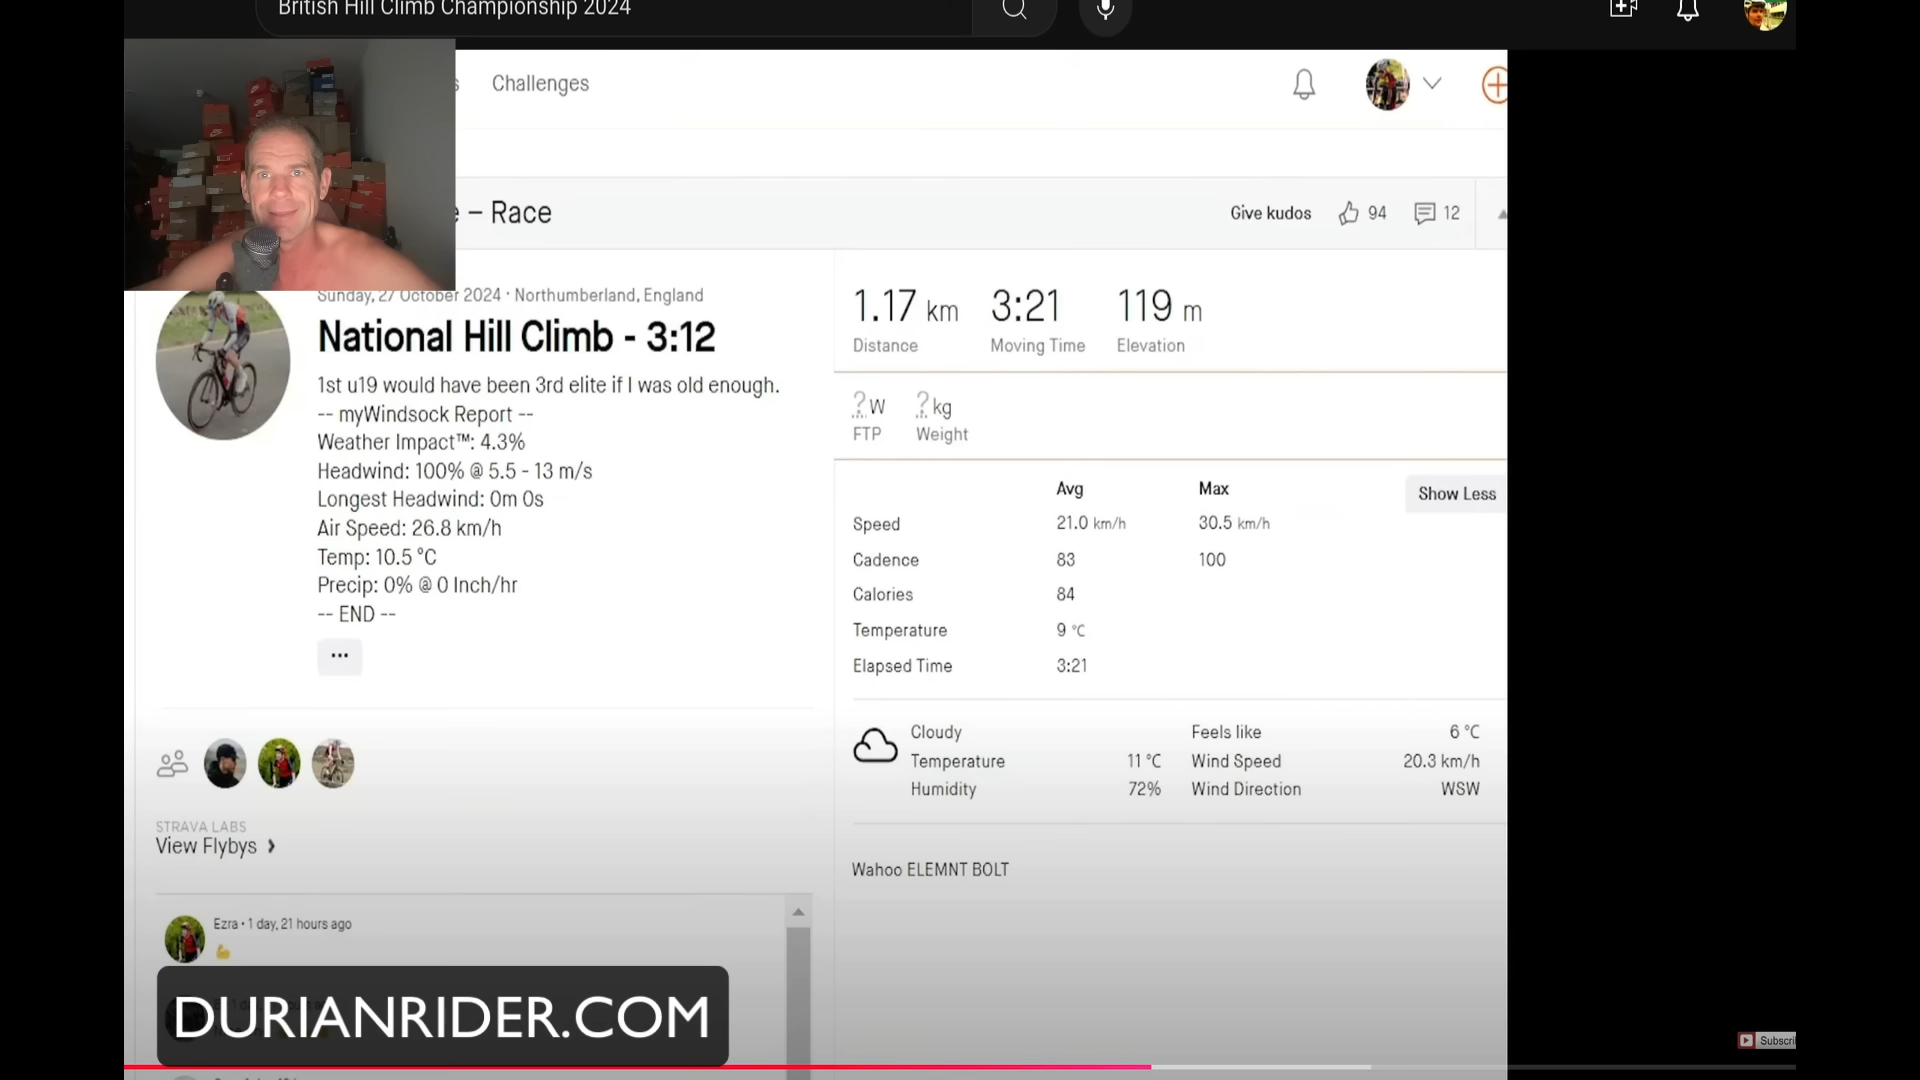 British Hill Climb Championship 2024
s Challenges
e – Race
Give kudos 94 12
Sunday, 27 October 2024 · Northumberland, England
National Hill Climb - 3:12
1st u19 would have been 3rd elite if I was old enough.
-- myWindsock Report --
Weather Impact™: 4.3%
Headwind: 100% @ 5.5 - 13 m/s
Longest Headwind: 0m 0s
Air Speed: 26.8 km/h
Temp: 10.5 °C
Precip: 0% @ 0 Inch/hr
-- END --
...
STRAVA LABS
View Flybys
Ezra • 1 day, 21 hours ago
DURIANRIDER.COM
1.17 km 3:21 119 m
Distance Moving Time Elevation
? W ? kg
FTP Weight
Avg Max
Show Less
Speed 21.0 km/h 30.5 km/h
Cadence 83 100
Calories 84
Temperature 9 °C
Elapsed Time 3:21
Cloudy Feels like 6 °C
Temperature 11 °C Wind Speed 20.3 km/h
Humidity 72% Wind Direction WSW
Wahoo ELEMNT BOLT
Subscri